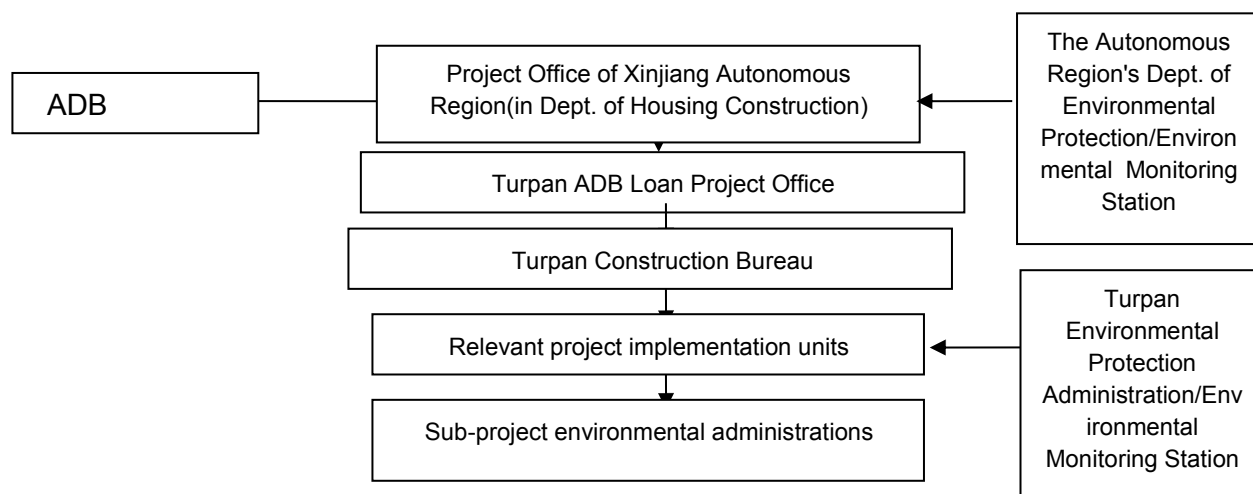 ADB
Project Office of Xinjiang Autonomous
Region(in Dept. of Housing Construction)
The Autonomous
Region's Dept. of
Environmental
Protection/Environ
mental Monitoring
Station
Turpan ADB Loan Project Office
Turpan Construction Bureau
Relevant project implementation units
Turpan
Environmental
Protection
Administration/Env
ironmental
Monitoring Station
Sub-project environmental administrations